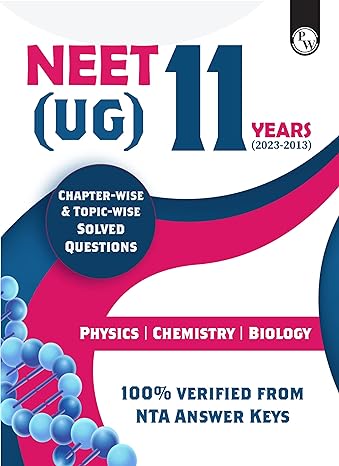 PW
NEET
(UG)
11
YEARS
(2023-2013)
CHAPTER-WISE
& TOPIC-WISE
SOLVED
QUESTIONS
PHYSICS | CHEMISTRY | BIOLOGY
100% VERIFIED FROM
NTA ANSWER KEYS